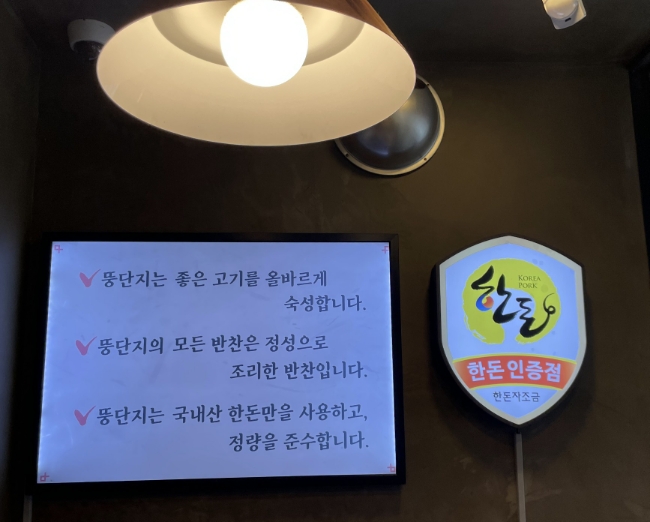 뚱단지는 좋은 고기를 올바르게
숙성합니다.
뚱단지의 모든 반찬은 정성으로
조리한 반찬입니다.
뚱단지는 국내산 한돈만을 사용하고,
정량을 준수합니다.
KOREA
PORK
한돈
한돈인증점
한돈자조금